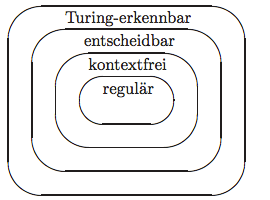 Turing-erkennbar
entscheidbar
kontextfrei
regulär